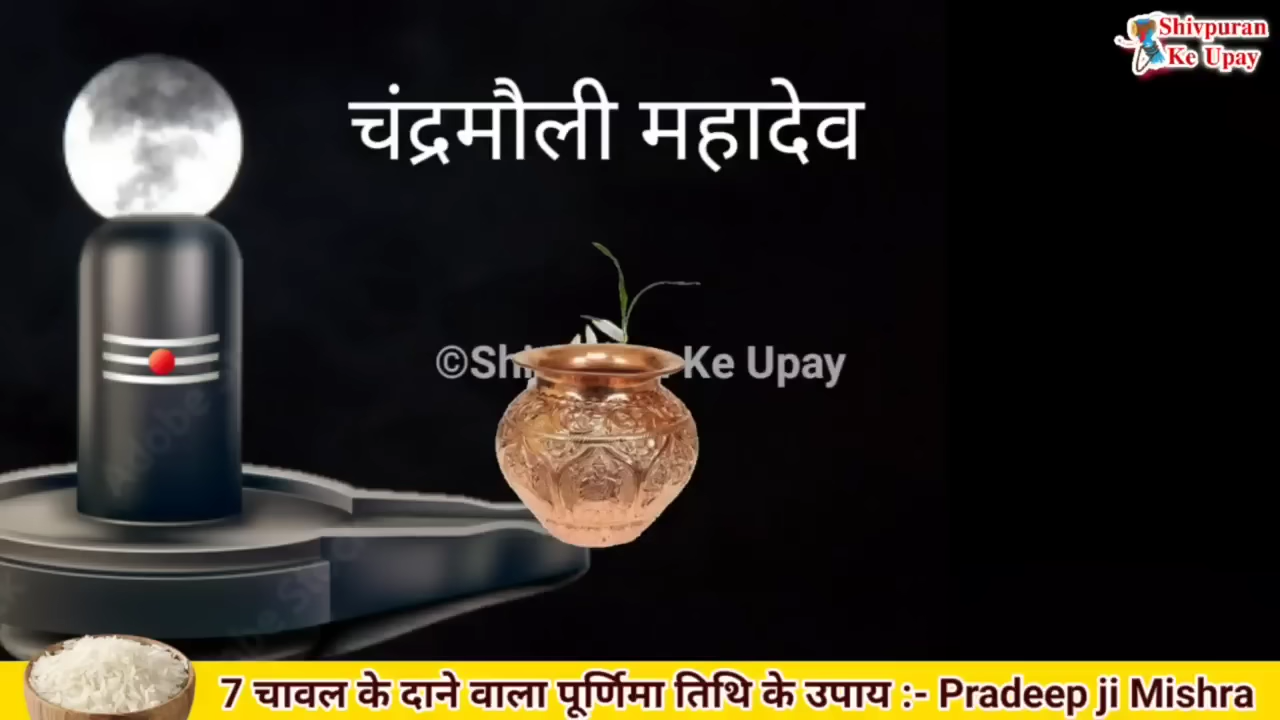 Shivpuran
Ke Upay
चंद्रमौली महादेव
Ke Upay
7 चावल के दाने वाला पूर्णिमा तिथि के उपाय :- Pradeep ji Mishra